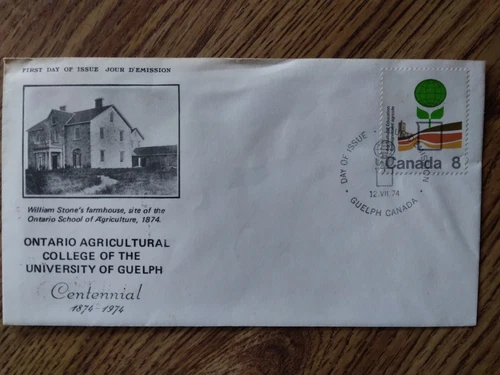 FIRST DAY OF ISSUE JOUR D'EMISSION
William Stone's farmhouse, site of the
Ontario School of Agriculture, 1874.
ONTARIO AGRICULTURAL
COLLEGE OF THE
UNIVERSITY OF GUELPH
Centennial
1874-1974
Canada 8
DAY OF ISSUE
12.VII.74
GUELPH CANADA